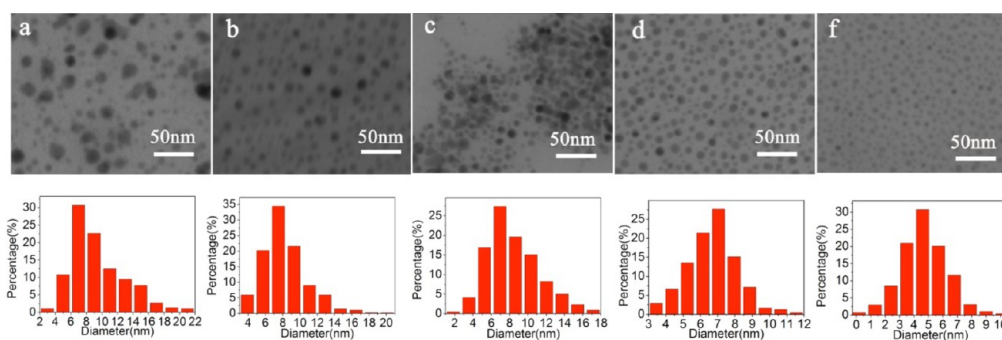 a
50nm
b
50nm
c
50nm
d
50nm
f
50nm
Percentage(%)
30
25
20
15
10
5
0
2 4 6 8 10 12 14 16 18 20 22
Diameter(nm)
Percentage(%)
35
30
25
20
15
10
5
0
4 6 8 10 12 14 16 18 20
Diameter(nm)
Percentage(%)
25
20
15
10
5
0
2 4 6 8 10 12 14 16 18
Diameter(nm)
Percentage(%)
25
20
15
10
5
0
3 4 5 6 7 8 9 10 11 12
Diameter(nm)
Percentage(%)
30
25
20
15
10
5
0
0 1 2 3 4 5 6 7 8 9
Diameter(nm)